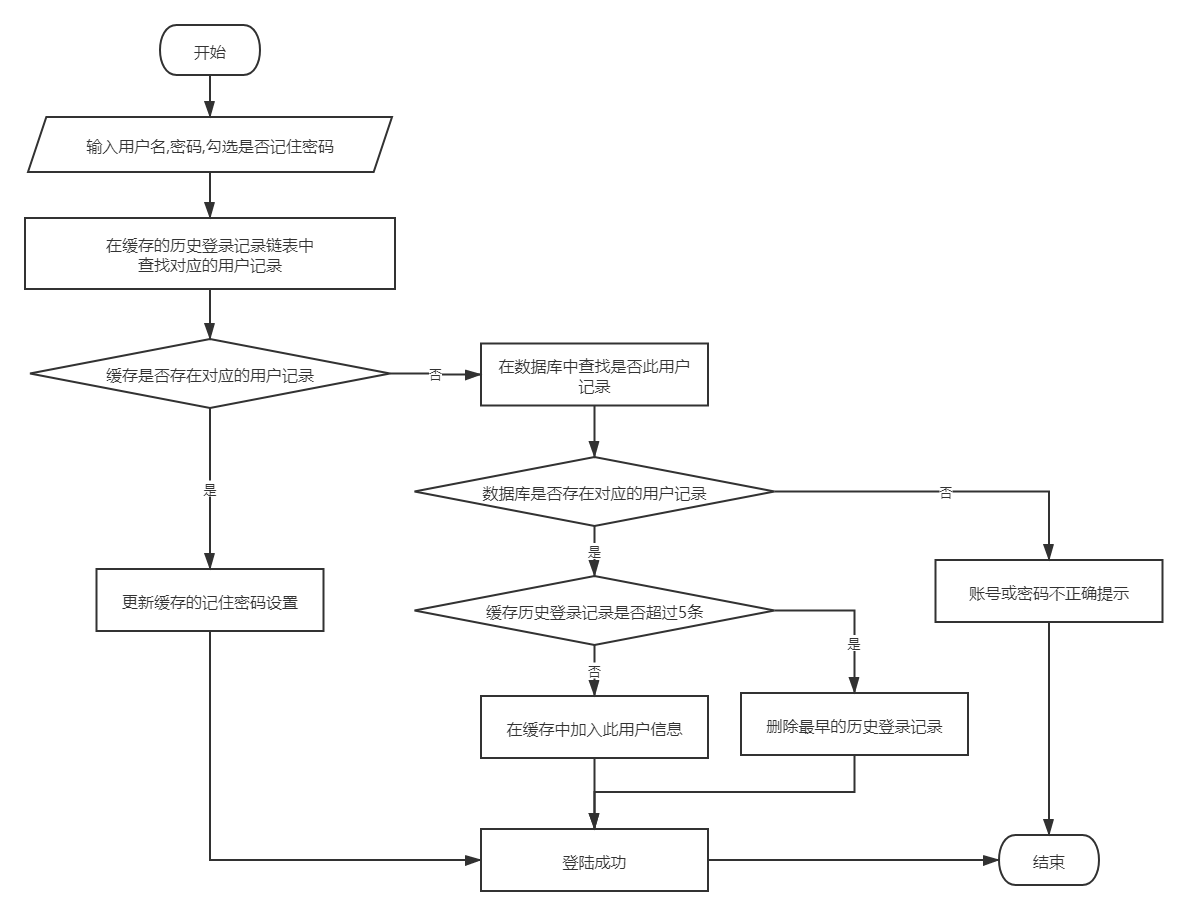 开始
输入用户名,密码,勾选是否记住密码
在缓存的历史登录记录链表中
查找对应的用户记录
缓存是否存在对应的用户记录
否
在数据库中查找是否此用户
记录
是
数据库是否存在对应的用户记录
否
是
更新缓存的记住密码设置
缓存历史登录记录是否超过5条
账号或密码不正确提示
是
否
在缓存中加入此用户信息
删除最早的历史登录记录
登陆成功
结束